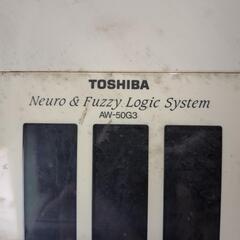 TOSHIBA
Neuro & Fuzzy Logic System
AW-50G3